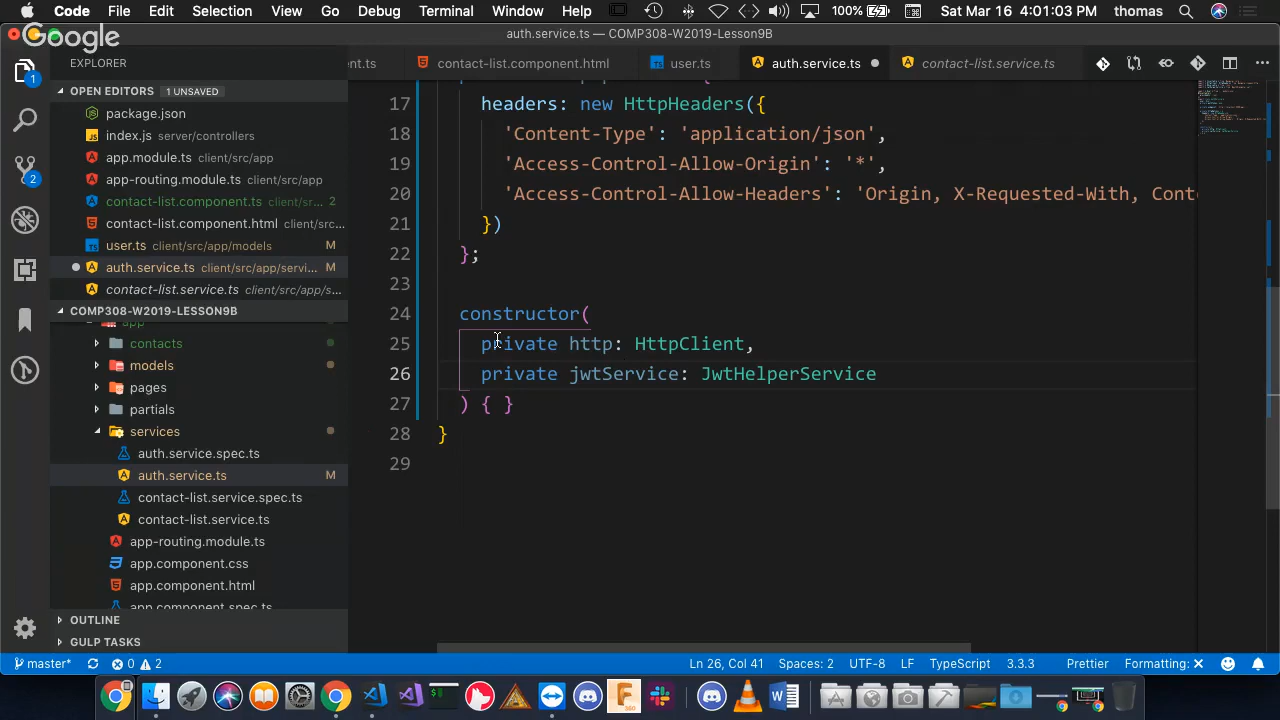 Code File Edit Selection View Go Debug Terminal Window Help 100% Sat Mar 16 4:01:03 PM thomas
Google
auth.service.ts — COMP308-W2019-Lesson9B
EXPLORER
ent.ts contact-list.component.html user.ts auth.service.ts contact-list.service.ts
OPEN EDITORS 1 UNSAVED
package.json
index.js server/controllers
app.module.ts client/src/app
app-routing.module.ts client/src/app
contact-list.component.ts client/sr... 2
contact-list.component.html client/src...
user.ts client/src/app/models M
auth.service.ts client/src/app/servi... M
contact-list.service.ts client/src/app/s...
COMP308-W2019-LESSON9B
app
contacts
models
pages
partials
services
auth.service.spec.ts
auth.service.ts M
contact-list.service.spec.ts
contact-list.service.ts
app-routing.module.ts
app.component.css
app.component.html
app.component.spec.ts
OUTLINE
GULP TASKS
17 headers: new HttpHeaders({
18 'Content-Type': 'application/json',
19 'Access-Control-Allow-Origin': '*',
20 'Access-Control-Allow-Headers': 'Origin, X-Requested-With, Conte
21 })
22 };
23
24 constructor(
25 private http: HttpClient,
26 private jwtService: JwtHelperService
27 ) { }
28 }
29
master* 0 2 Ln 26, Col 41 Spaces: 2 UTF-8 LF TypeScript 3.3.3 Prettier Formatting: ✕